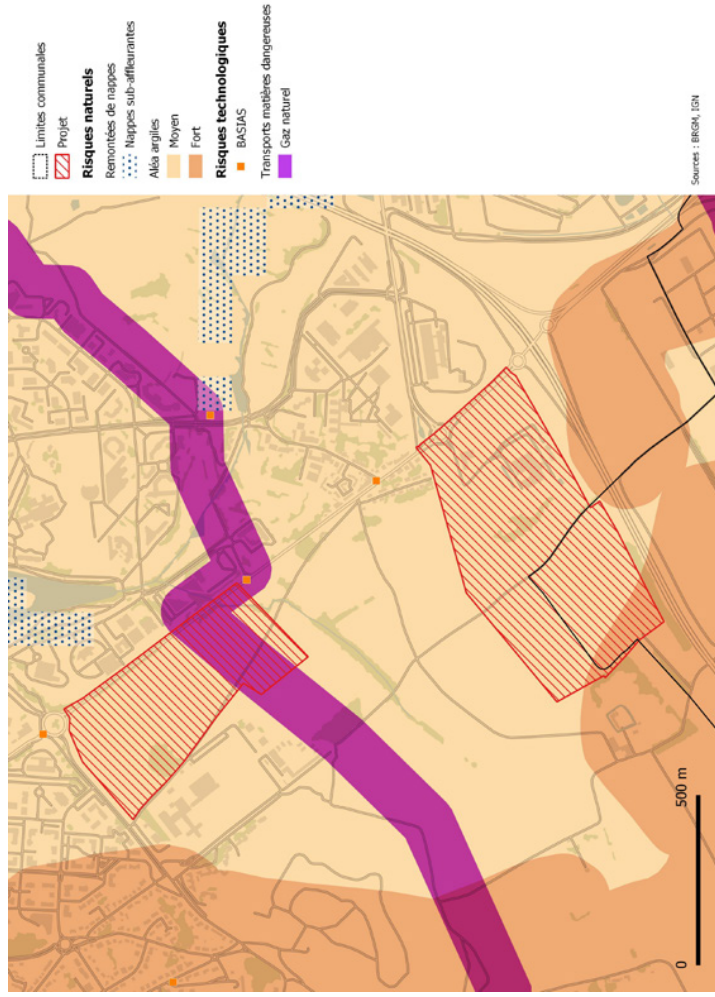 Limites communales
Projet
Risques naturels
Remontées de nappes
Nappes sub-affleurantes
Aléa argiles
Moyen
Fort
Risques technologiques
BASIAS
Transports matières dangereuses
Gaz naturel
Sources : BRGM, IGN
0 500 m